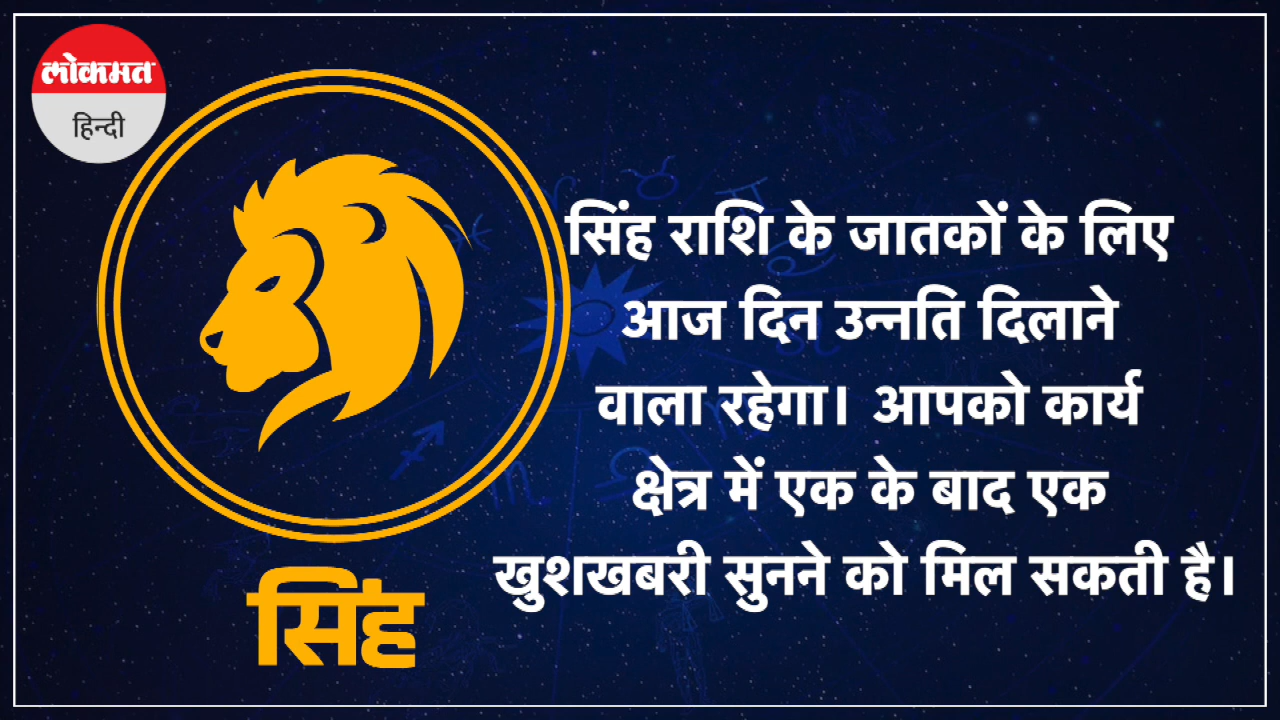 लोकमत
हिन्दी
सिंह राशि के जातकों के लिए
आज दिन उन्नति दिलाने
वाला रहेगा। आपको कार्य
क्षेत्र में एक के बाद एक
खुशखबरी सुनने को मिल सकती है।
सिंह